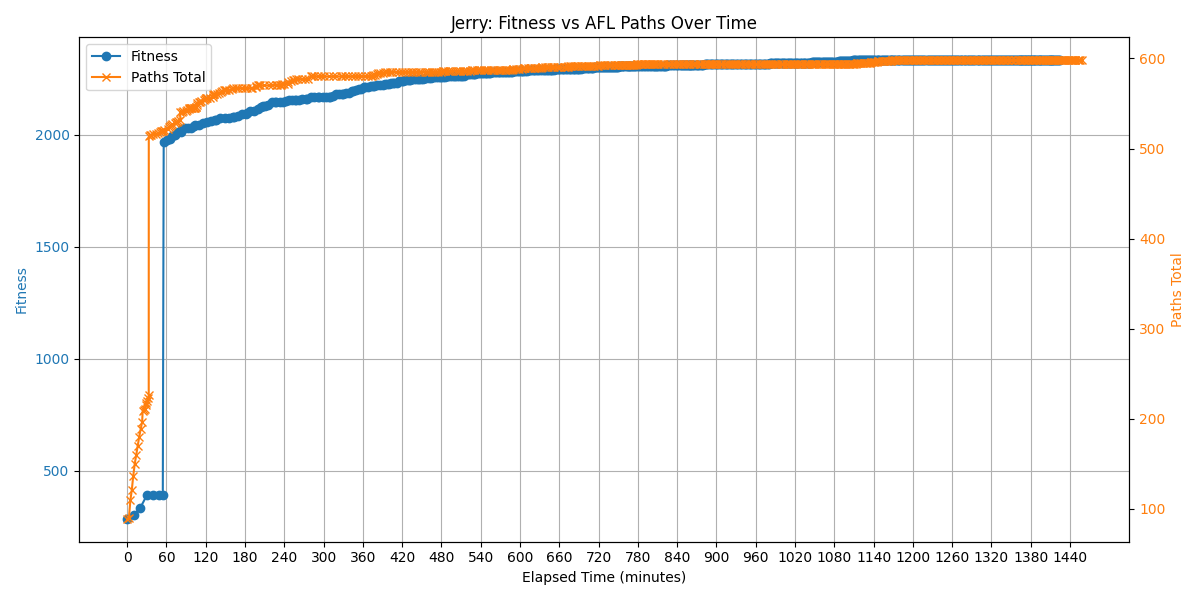 Jerry: Fitness vs AFL Paths Over Time
Fitness
Paths Total
2000
1500
1000
500
Fitness
600
500
400
300
200
100
Paths Total
0 60 120 180 240 300 360 420 480 540 600 660 720 780 840 900 960 1020 1080 1140 1200 1260 1320 1380 1440
Elapsed Time (minutes)